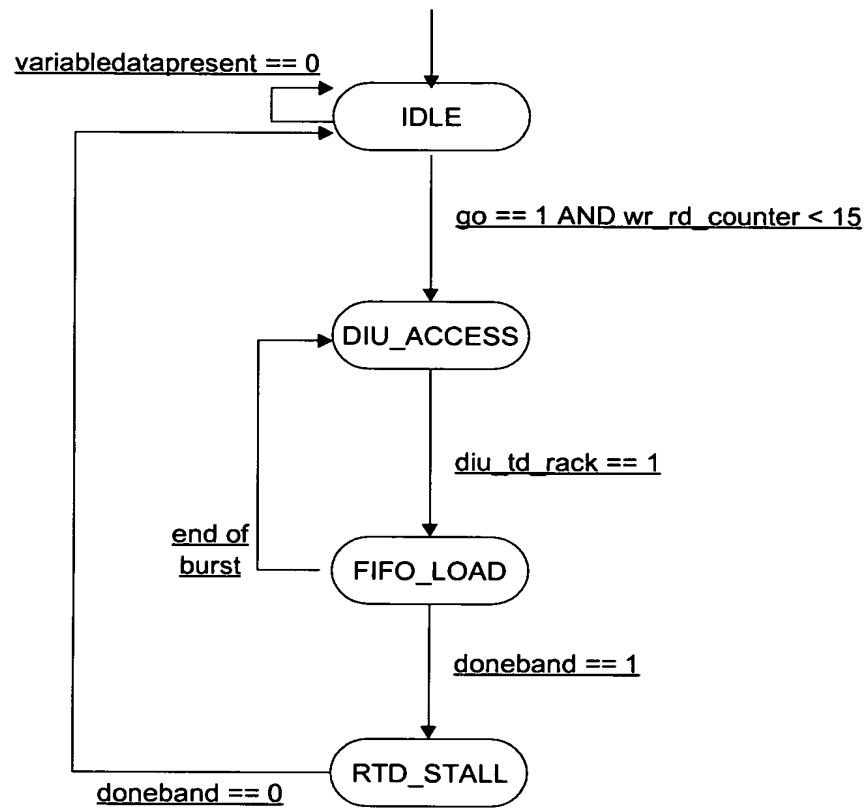 variabledatapresent == 0
IDLE
go == 1 AND wr_rd_counter < 15
DIU_ACCESS
diu_td_rack == 1
end of
burst
FIFO_LOAD
doneband == 1
RTD_STALL
doneband == 0